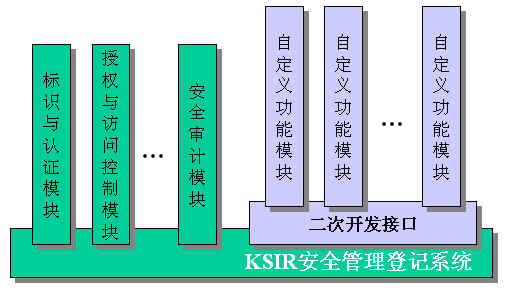 标识与认证模块
授权与访问控制模块
…
安全审计模块
自定义功能模块
自定义功能模块
…
自定义功能模块
二次开发接口
KSIR安全管理登记系统